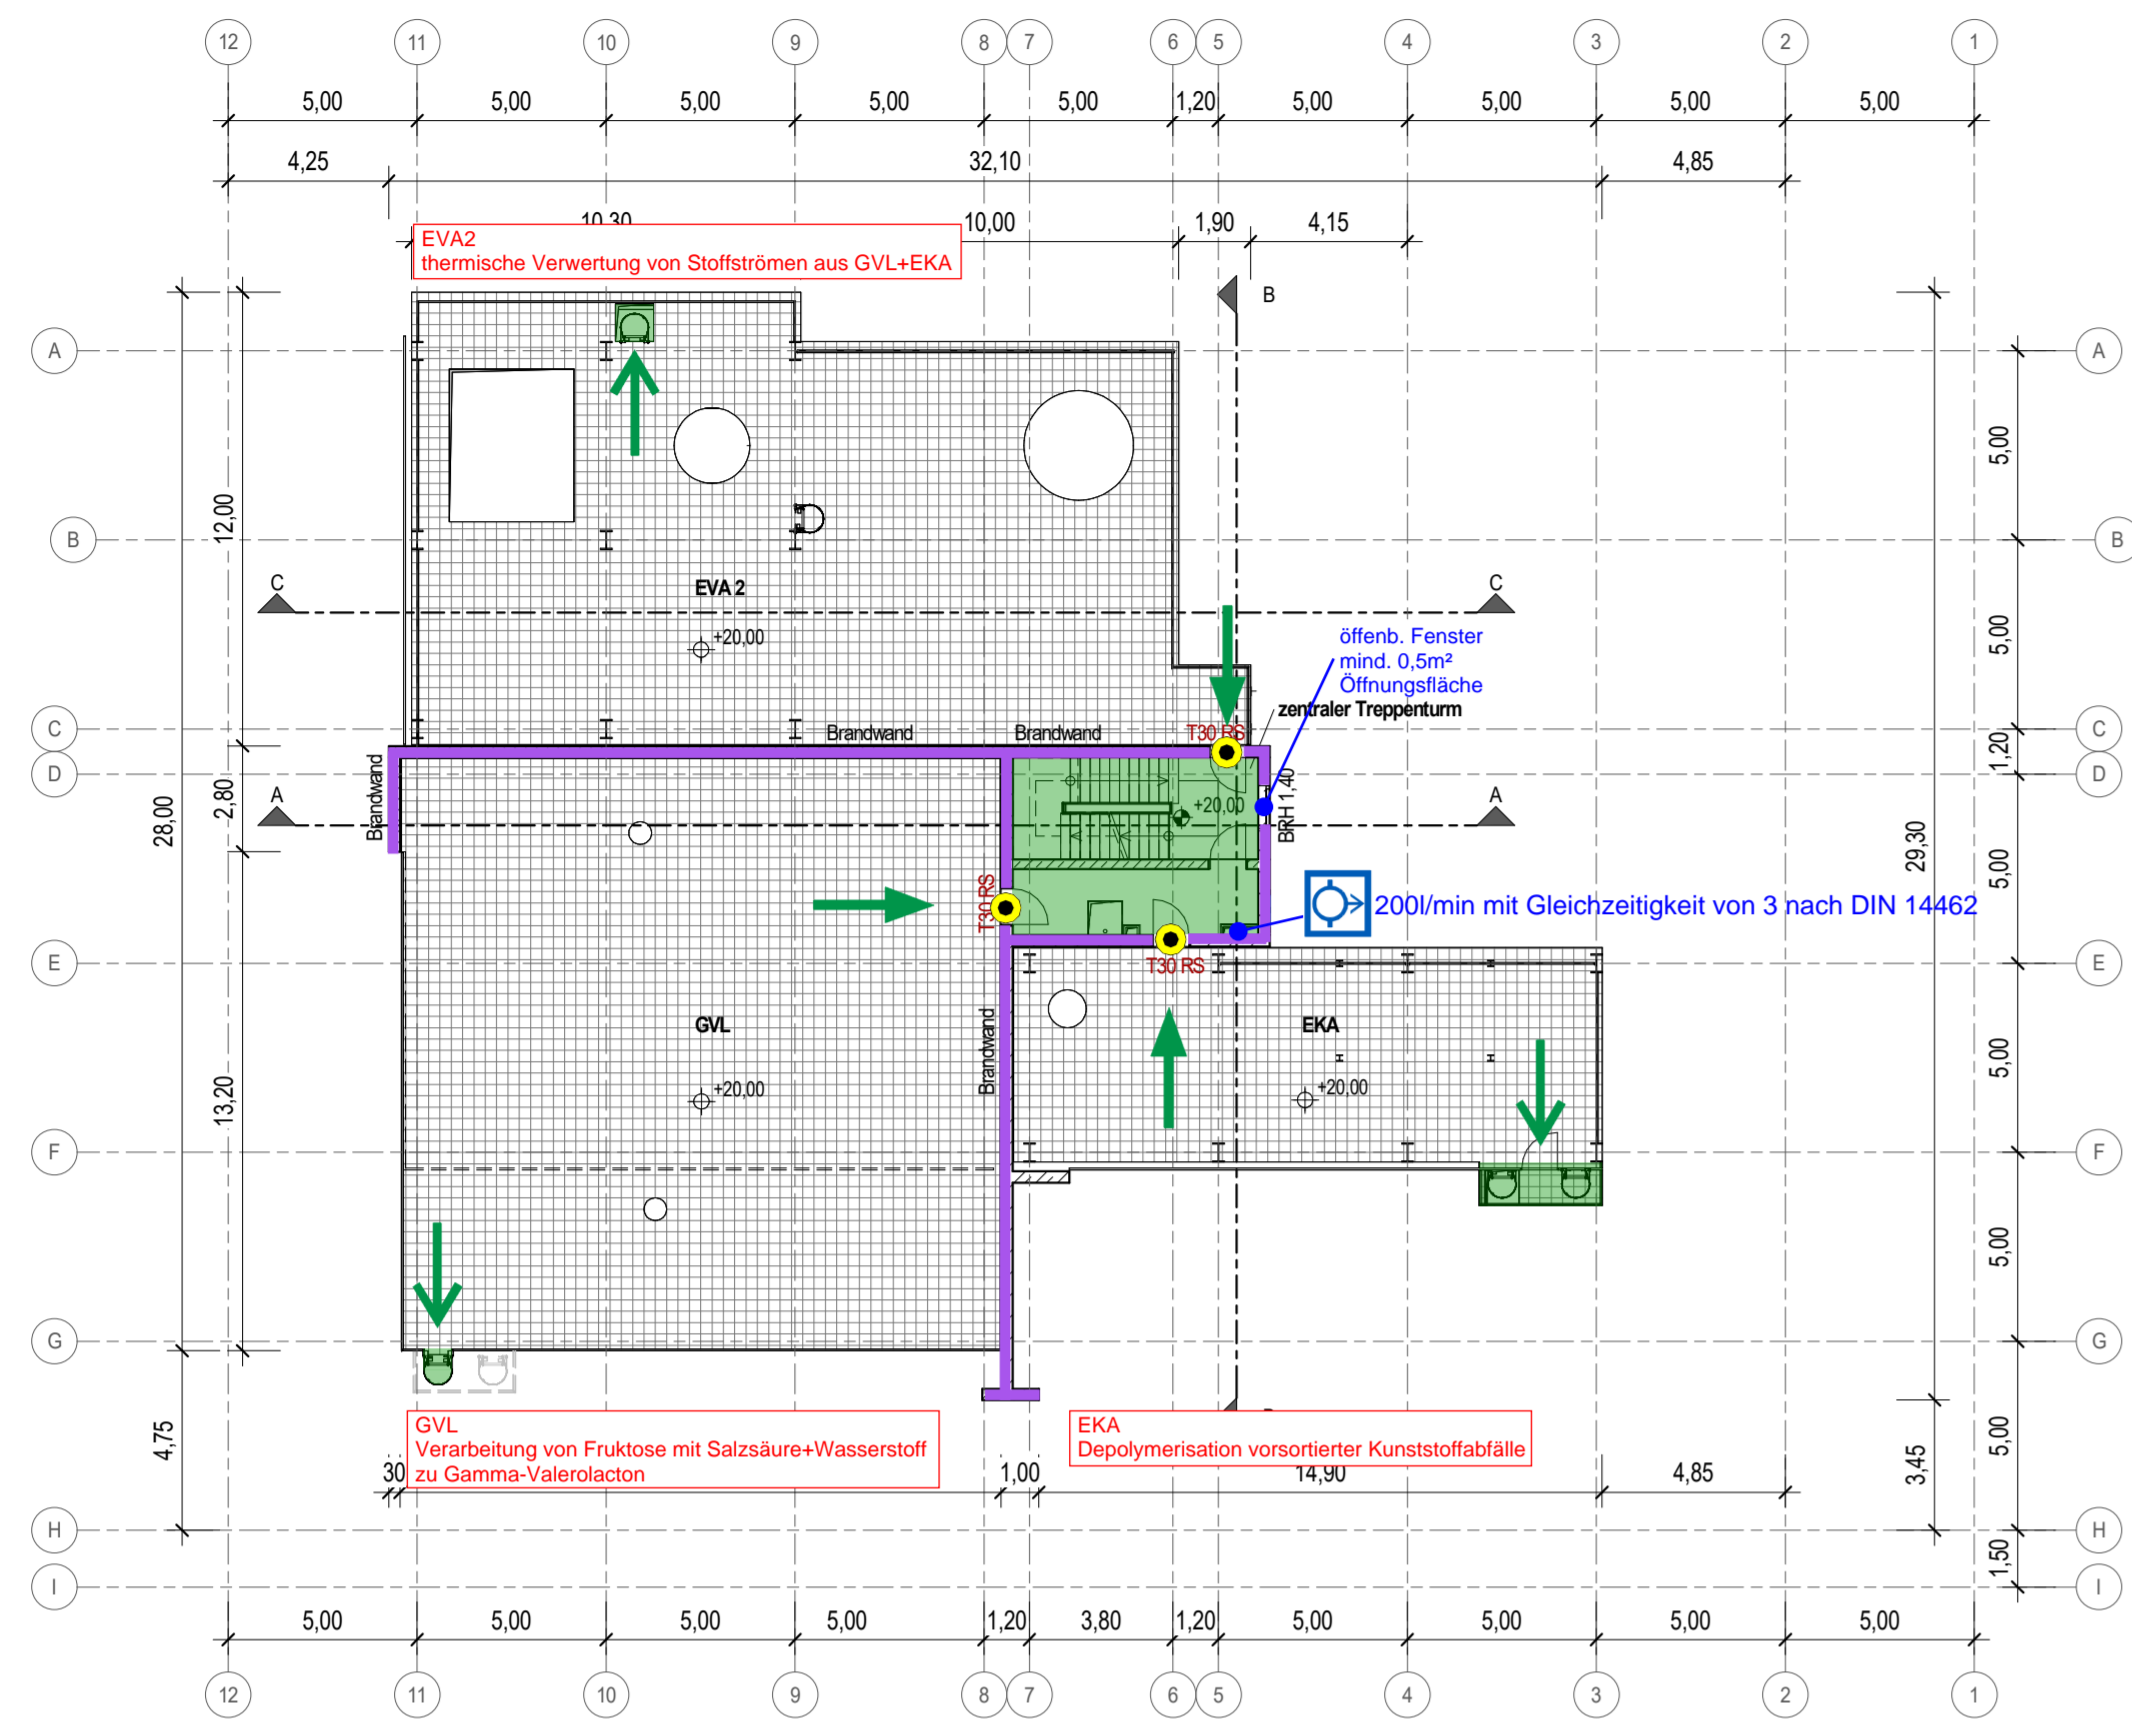 12 11 10 9 8 7 6 5 4 3 2 1
5,00 5,00 5,00 5,00 5,00 1,20 5,00 5,00 5,00 5,00
4,25 32,10 4,85
10,30 10,00 1,90 4,15
EVA2
thermische Verwertung von Stoffströmen aus GVL+EKA
B
A A
5,00
12,00
B B
EVA 2
C C
+20,00
5,00
öffenb. Fenster
mind. 0,5m²
Öffnungsfläche
zentraler Treppenturm
C C
Brandwand Brandwand T30 RS
1,20
D D
Brandwand
2,80
28,00
A A
+20,00
BRH 1,40
29,30
5,00
T30 RS
200l/min mit Gleichzeitigkeit von 3 nach DIN 14462
E E
T30 RS
GVL
EKA
Brandwand
5,00
+20,00
+20,00
13,20
F F
5,00
G G
4,75
GVL
Verarbeitung von Fruktose mit Salzsäure+Wasserstoff
zu Gamma-Valerolacton
EKA
Depolymerisation vorsortierter Kunststoffabfälle
5,00
3,45
30 1,00 14,90 4,85
H H
1,50
I I
5,00 5,00 5,00 5,00 1,20 3,80 1,20 5,00 5,00 5,00 5,00
12 11 10 9 8 7 6 5 4 3 2 1